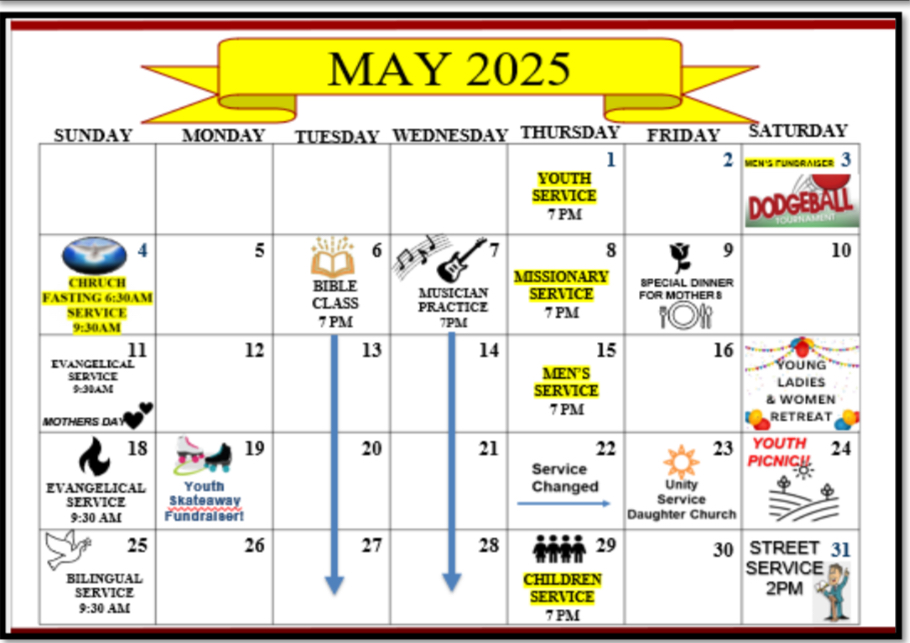 MAY 2025
SUNDAY MONDAY TUESDAY WEDNESDAY THURSDAY FRIDAY SATURDAY
1
YOUTH
SERVICE
7 PM
2
MEN'S FUNDRAISER 3
DODGEBALL
TOURNAMENT
4
CHRUCH
FASTING 6:30AM
SERVICE
9:30AM
5
6
BIBLE
CLASS
7 PM
7
MUSICIAN
PRACTICE
7PM
8
MISSIONARY
SERVICE
7 PM
9
SPECIAL DINNER
FOR MOTHERS
10
11
EVANGELICAL
SERVICE
9:30AM
MOTHERS DAY
12
13
14
15
MEN'S
SERVICE
7 PM
16
YOUNG
LADIES
& WOMEN
RETREAT
18
EVANGELICAL
SERVICE
9:30 AM
19
Youth
Skateaway
Fundraiser!
20
21
22
Service
Changed
23
Unity
Service
Daughter Church
24
YOUTH
PICNIC!!
25
BILINGUAL
SERVICE
9:30 AM
26
27
28
29
CHILDREN
SERVICE
7 PM
30
31
STREET
SERVICE
2PM